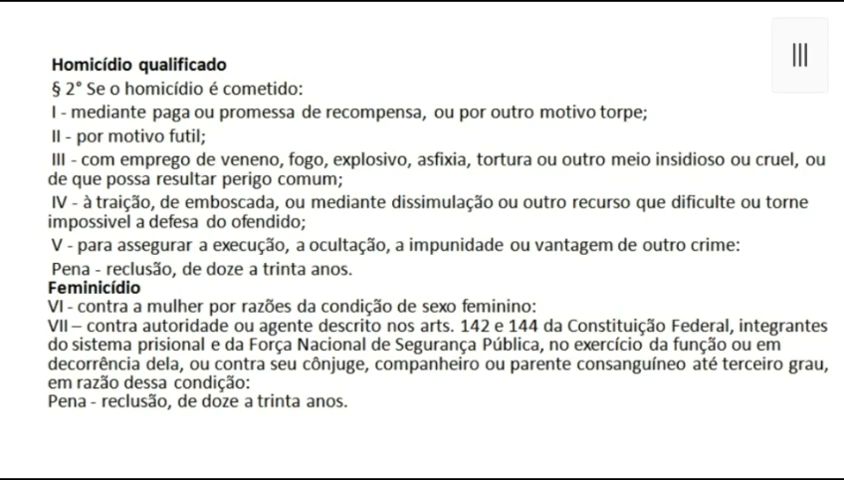 III
Homicídio qualificado
§ 2° Se o homicídio é cometido:
I - mediante paga ou promessa de recompensa, ou por outro motivo torpe;
II - por motivo futil;
III - com emprego de veneno, fogo, explosivo, asfixia, tortura ou outro meio insidioso ou cruel, ou
de que possa resultar perigo comum;
IV - à traição, de emboscada, ou mediante dissimulação ou outro recurso que dificulte ou torne
impossivel a defesa do ofendido;
V - para assegurar a execução, a ocultação, a impunidade ou vantagem de outro crime:
Pena - reclusão, de doze a trinta anos.
Feminicídio
VI - contra a mulher por razões da condição de sexo feminino:
VII – contra autoridade ou agente descrito nos arts. 142 e 144 da Constituição Federal, integrantes
do sistema prisional e da Força Nacional de Segurança Pública, no exercício da função ou em
decorrência dela, ou contra seu cônjuge, companheiro ou parente consanguíneo até terceiro grau,
em razão dessa condição:
Pena - reclusão, de doze a trinta anos.